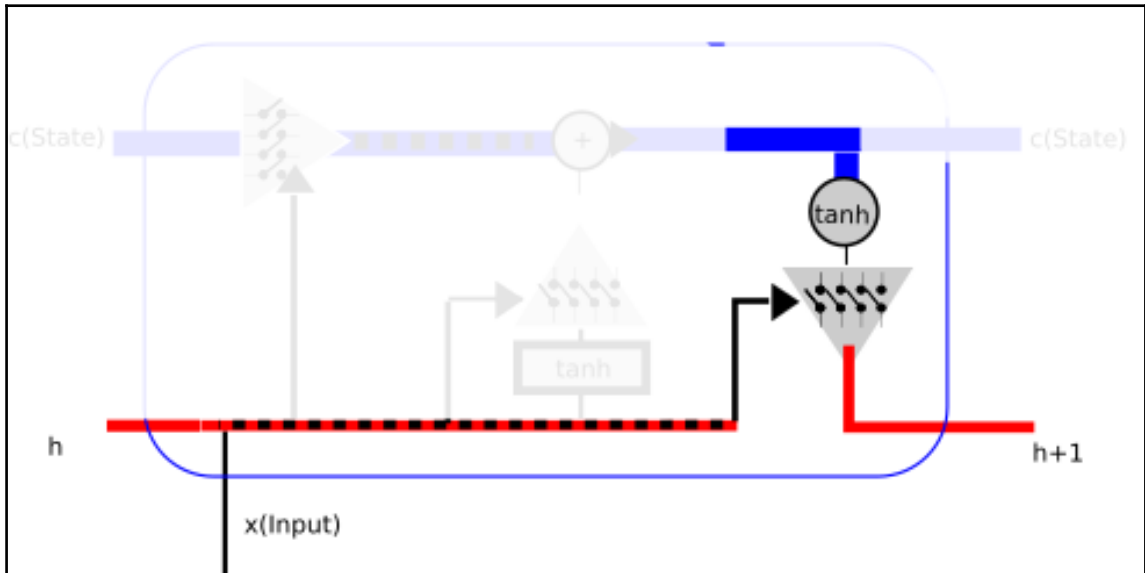 c(State)
+
c(State)
tanh
tanh
h
h+1
x(Input)